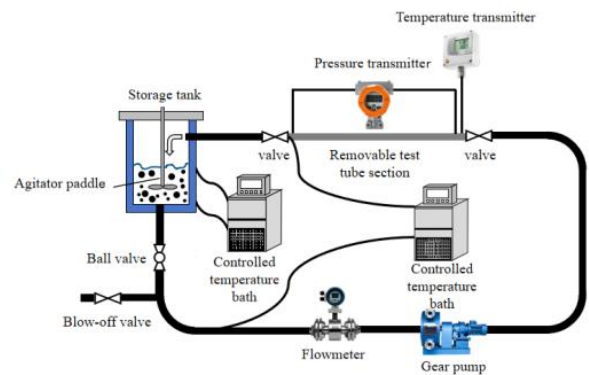 Temperature transmitter
Pressure transmitter
Storage tank
valve
Removable test
tube section
valve
Agitator paddle
Ball valve
Controlled
temperature
bath
Controlled
temperature
bath
Blow-off valve
Flowmeter
Gear pump